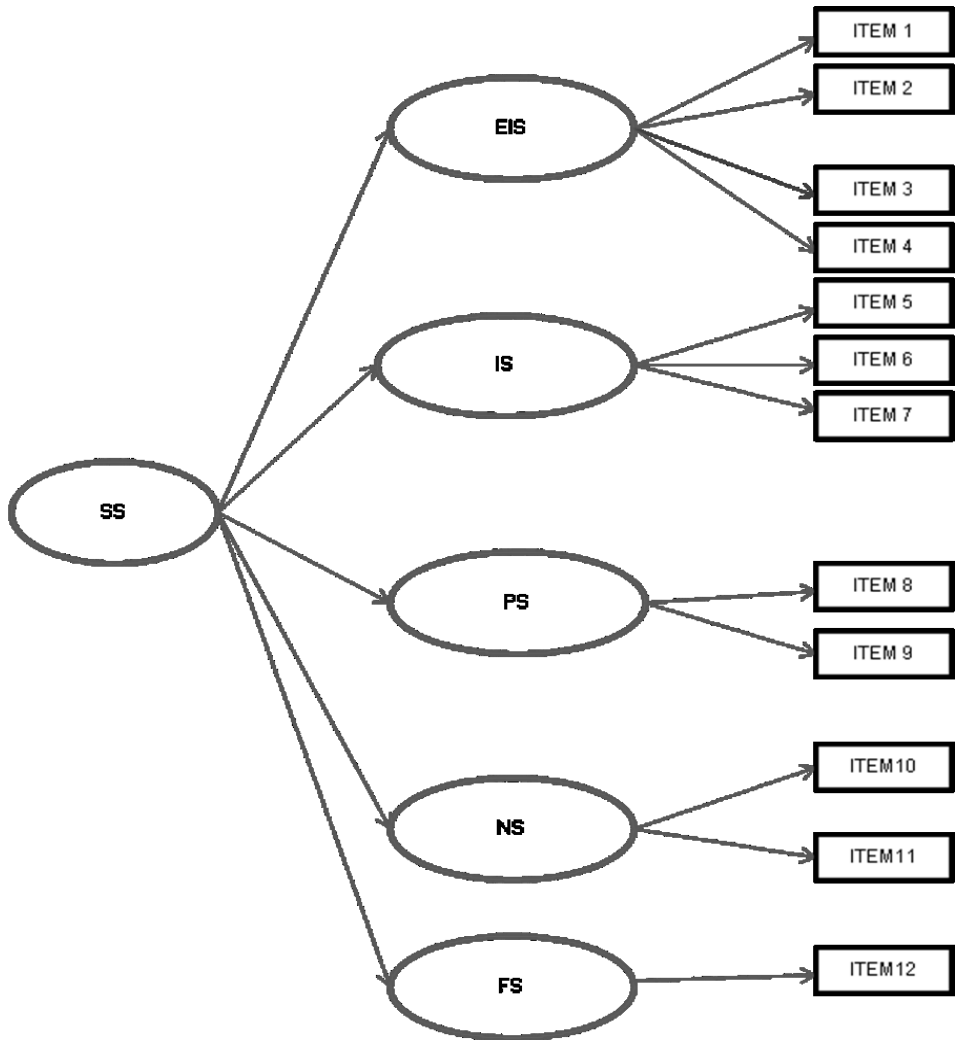 ITEM 1
ITEM 2
EIS
ITEM 3
ITEM 4
ITEM 5
IS
ITEM 6
ITEM 7
SS
PS
ITEM 8
ITEM 9
ITEM10
NS
ITEM11
FS
ITEM12